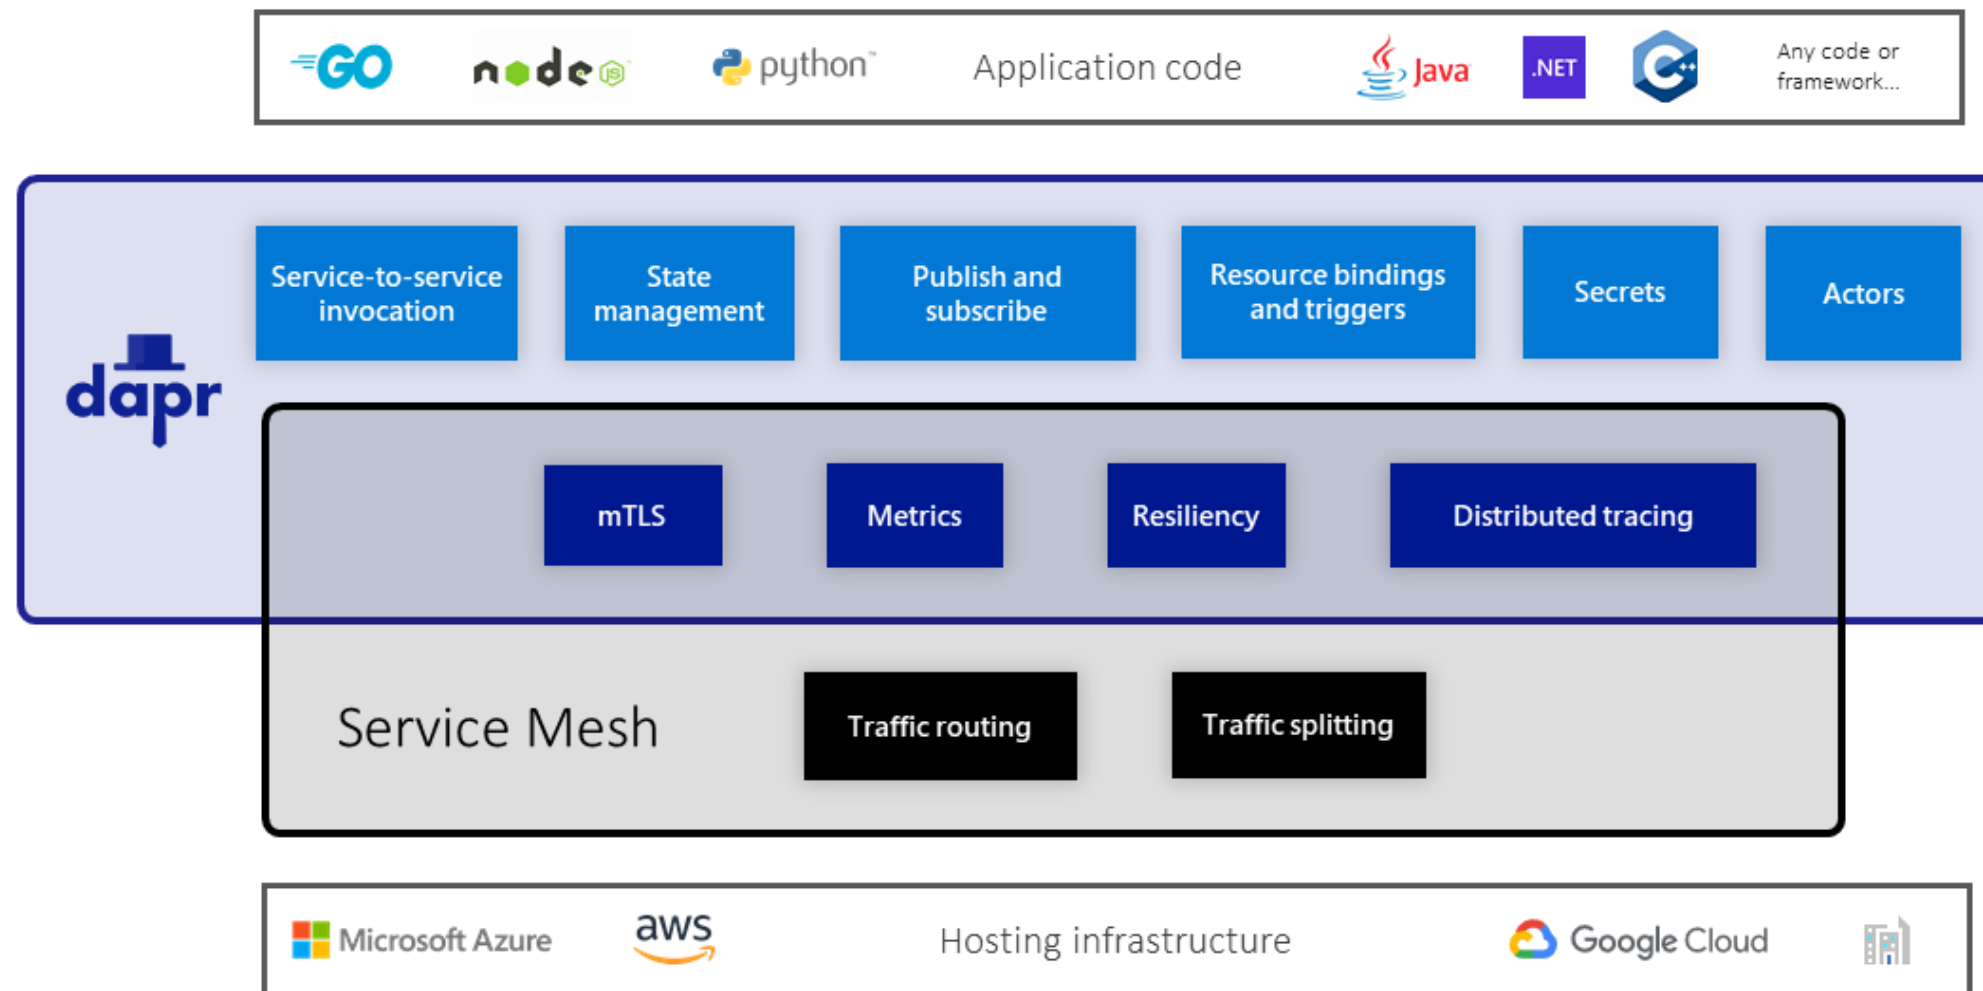 GO
node JS
python™
Application code
Java
.NET
C++
Any code or
framework...
Service-to-service
invocation
State
management
Publish and
subscribe
Resource bindings
and triggers
Secrets
Actors
dapr
mTLS
Metrics
Resiliency
Distributed tracing
Service Mesh
Traffic routing
Traffic splitting
Microsoft Azure
aws
Hosting infrastructure
Google Cloud